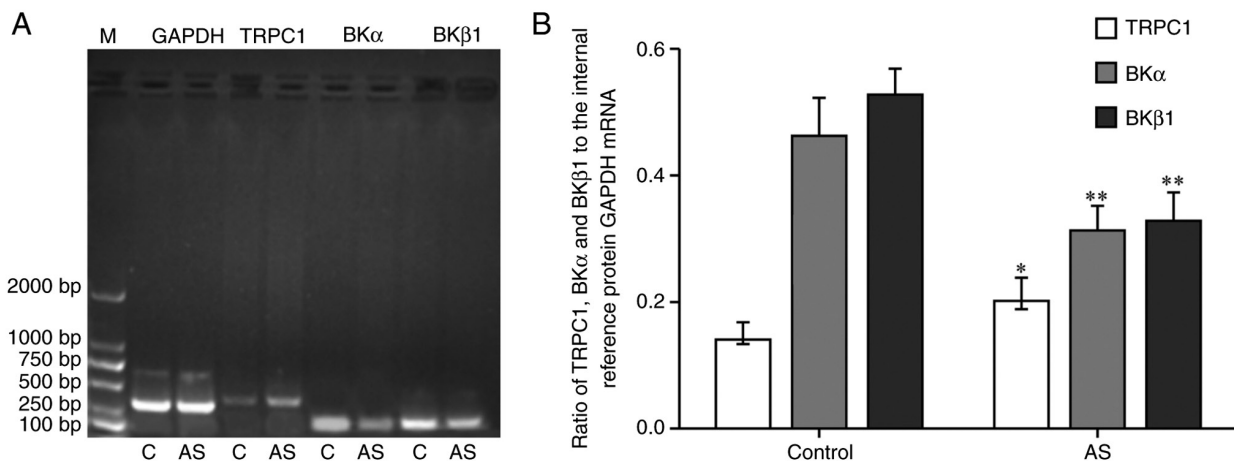 A
M GAPDH TRPC1 BKα BKβ1
2000 bp
1000 bp
750 bp
500 bp
250 bp
100 bp
C AS C AS C AS C AS
B
Ratio of TRPC1, BKα and BKβ1 to the internal
reference protein GAPDH mRNA
0.6
0.4
0.2
0.0
TRPC1
BKα
BKβ1
*
**
**
Control
AS